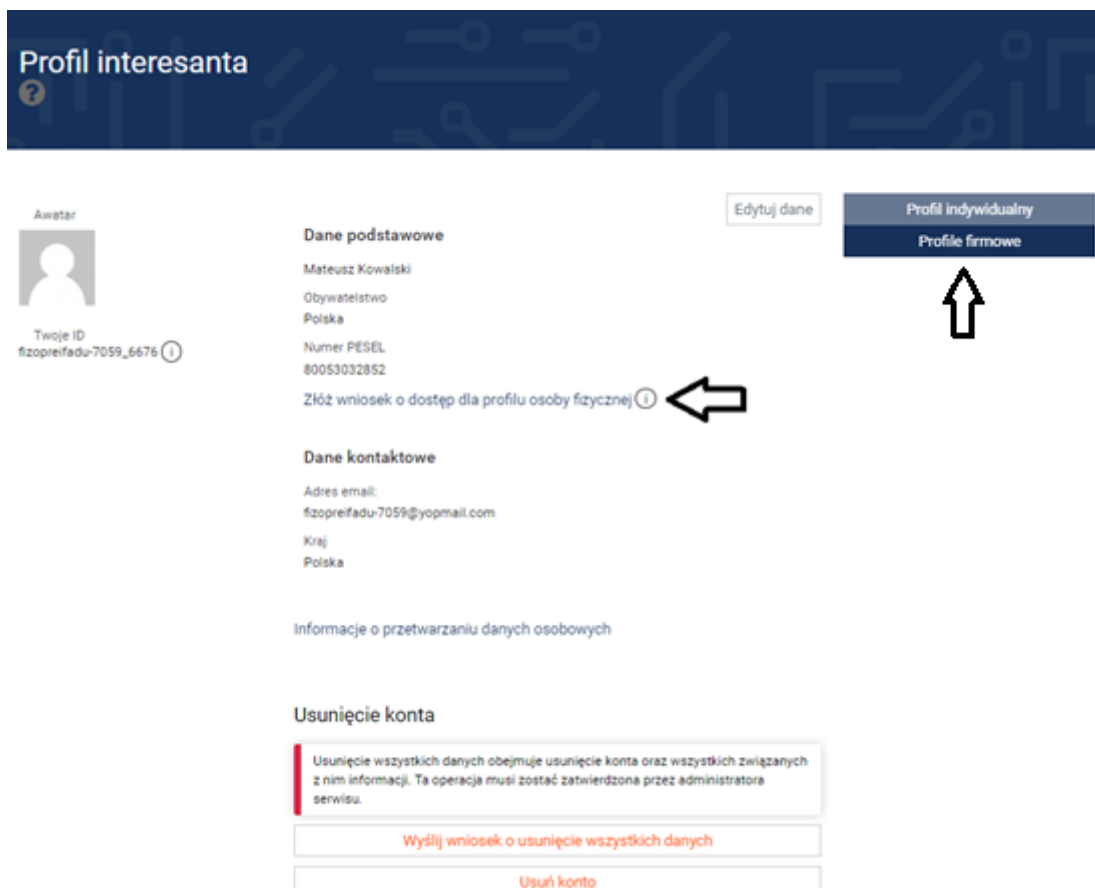 Profil interesanta
?
Awatar
Twoje ID
fizopreifadu-7059_6676 i
Edytuj dane
Dane podstawowe
Mateusz Kowalski
Obywatelstwo
Polska
Numer PESEL
80053032852
Złóż wniosek o dostęp dla profilu osoby fizycznej i
Dane kontaktowe
Adres email:
fizopreifadu-7059@yopmail.com
Kraj
Polska
Informacje o przetwarzaniu danych osobowych
Usunięcie konta
Usunięcie wszystkich danych obejmuje usunięcie konta oraz wszystkich związanych
z nim informacji. Ta operacja musi zostać zatwierdzona przez administratora
serwisu.
Wyślij wniosek o usunięcie wszystkich danych
Usuń konto
Profil indywidualny
Profile firmowe